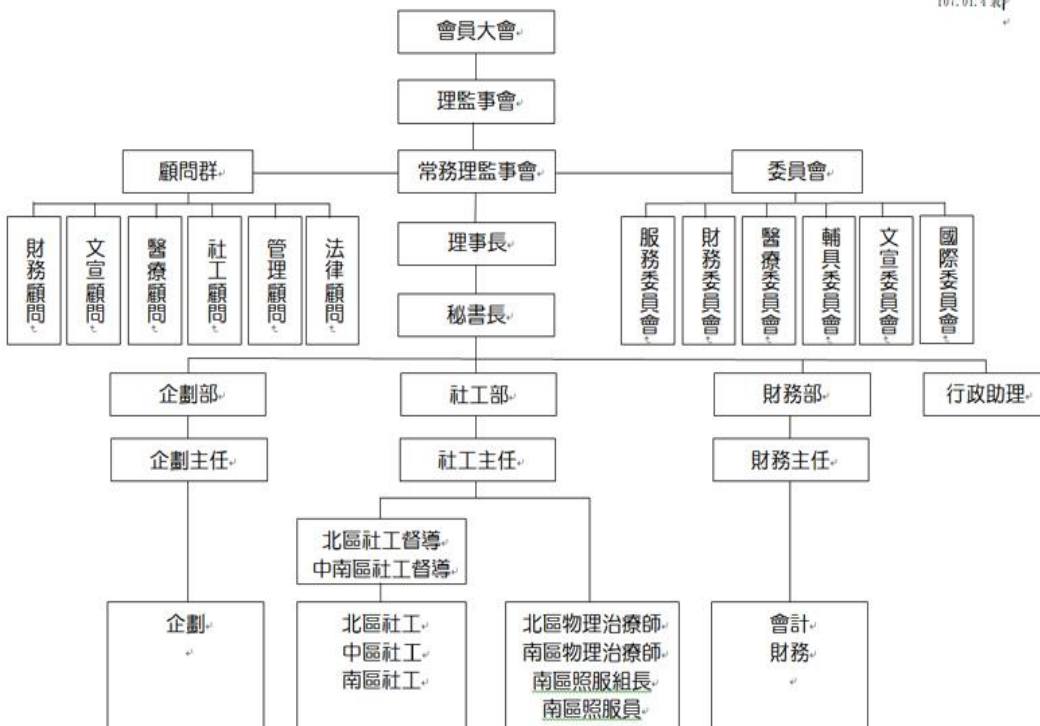 會員大會
理監事會
顧問群
常務理監事會
委員會
財務顧問
文宣顧問
醫療顧問
社工顧問
管理顧問
法律顧問
理事長
服務委員會
財務委員會
醫療委員會
輔具委員會
文宣委員會
國際委員會
秘書長
企劃部
社工部
財務部
行政助理
企劃主任
社工主任
財務主任
北區社工督導
中南區社工督導
企劃
北區社工
中區社工
南區社工
北區物理治療師
南區物理治療師
南區照服組長
南區照服員
會計
財務